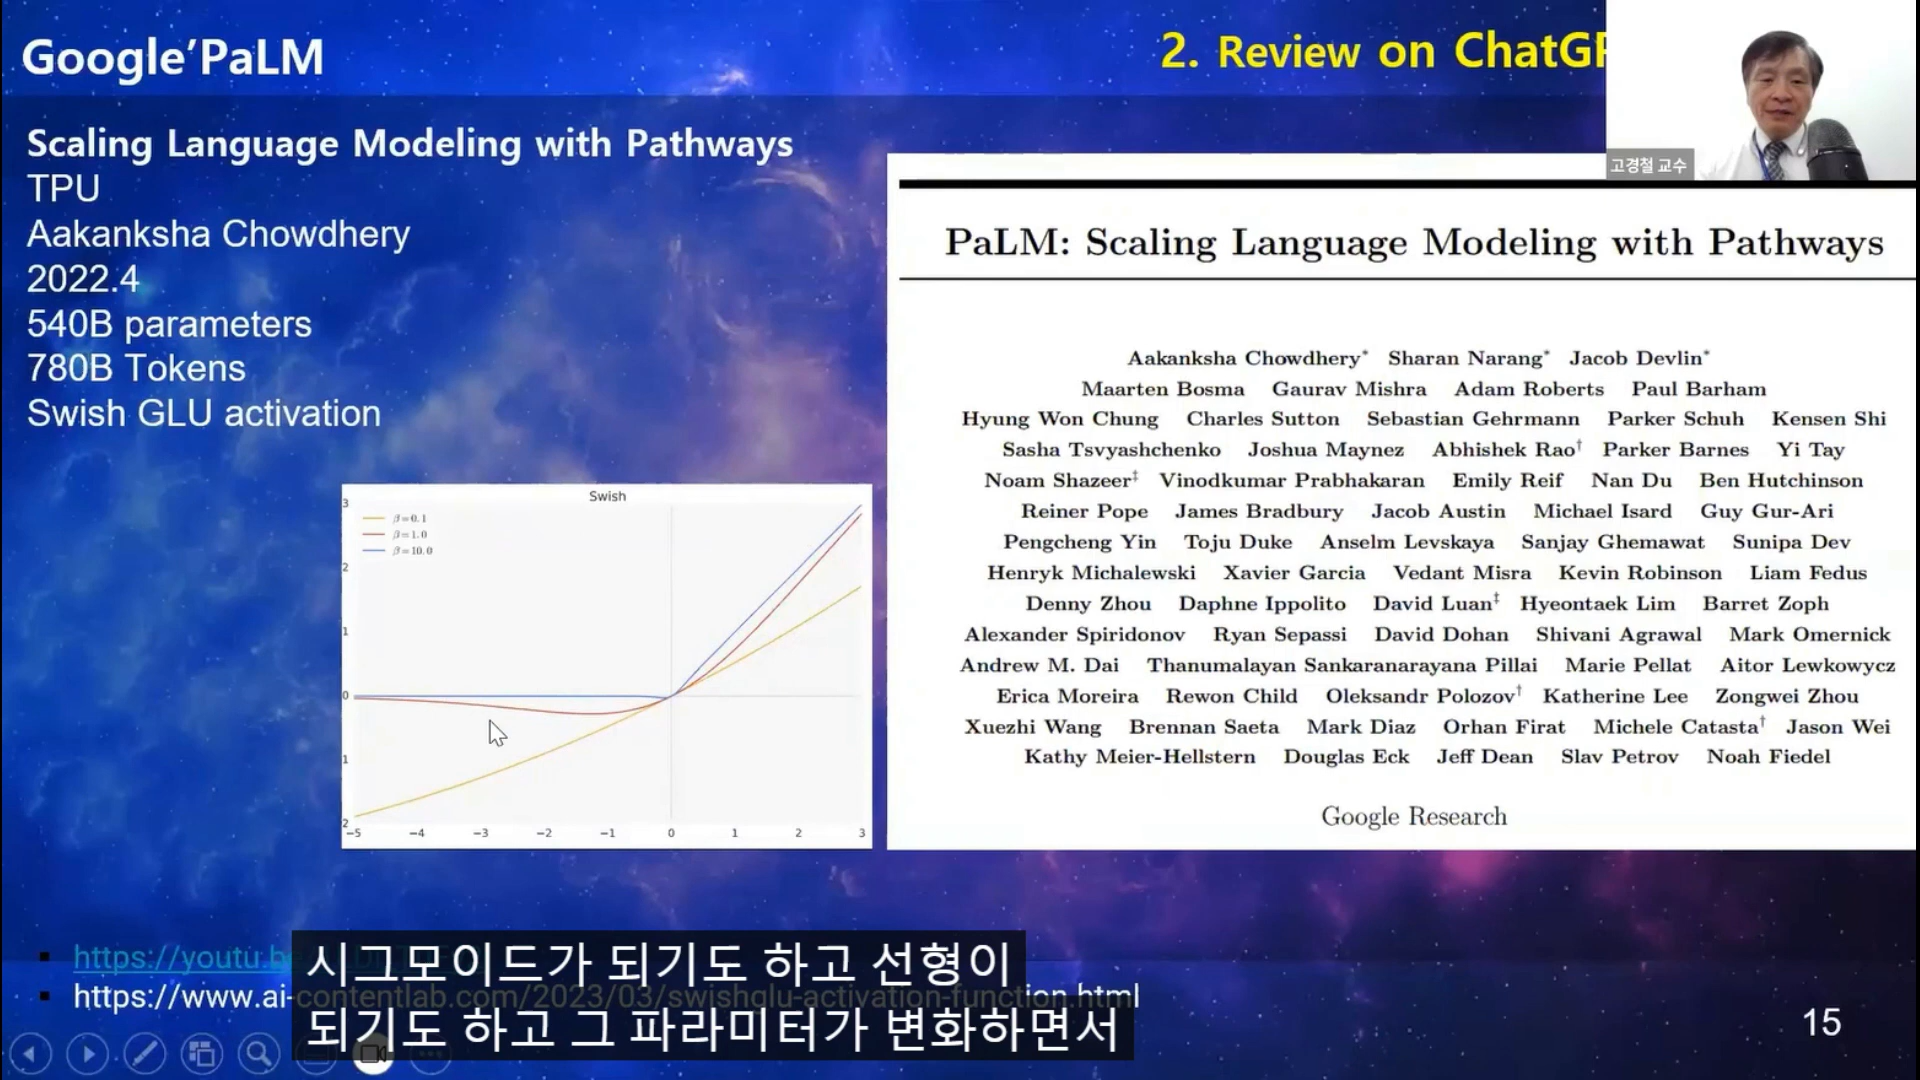 Google’PaLM
2. Review on ChatGP
고경철 교수
Scaling Language Modeling with Pathways
TPU
Aakanksha Chowdhery
2022.4
540B parameters
780B Tokens
Swish GLU activation
Swish
β=0.1
β=1.0
β=10.0
3
2
1
0
1
2
−5 −4 −3 −2 −1 0 1 2 3
PaLM: Scaling Language Modeling with Pathways
Aakanksha Chowdhery* Sharan Narang* Jacob Devlin*
Maarten Bosma Gaurav Mishra Adam Roberts Paul Barham
Hyung Won Chung Charles Sutton Sebastian Gehrmann Parker Schuh Kensen Shi
Sasha Tsvyashchenko Joshua Maynez Abhishek Rao† Parker Barnes Yi Tay
Noam Shazeer‡ Vinodkumar Prabhakaran Emily Reif Nan Du Ben Hutchinson
Reiner Pope James Bradbury Jacob Austin Michael Isard Guy Gur-Ari
Pengcheng Yin Toju Duke Anselm Levskaya Sanjay Ghemawat Sunipa Dev
Henryk Michalewski Xavier Garcia Vedant Misra Kevin Robinson Liam Fedus
Denny Zhou Daphne Ippolito David Luan‡ Hyeontaek Lim Barret Zoph
Alexander Spiridonov Ryan Sepassi David Dohan Shivani Agrawal Mark Omernick
Andrew M. Dai Thanumalayan Sankaranarayana Pillai Marie Pellat Aitor Lewkowycz
Erica Moreira Rewon Child Oleksandr Polozov† Katherine Lee Zongwei Zhou
Xuezhi Wang Brennan Saeta Mark Diaz Orhan Firat Michele Catasta† Jason Wei
Kathy Meier-Hellstern Douglas Eck Jeff Dean Slav Petrov Noah Fiedel
Google Research
https://youtu.be
https://www.ai-contentlab.com/2023/03/swishglu-activation-function.html
시그모이드가 되기도 하고 선형이
되기도 하고 그 파라미터가 변화하면서
15